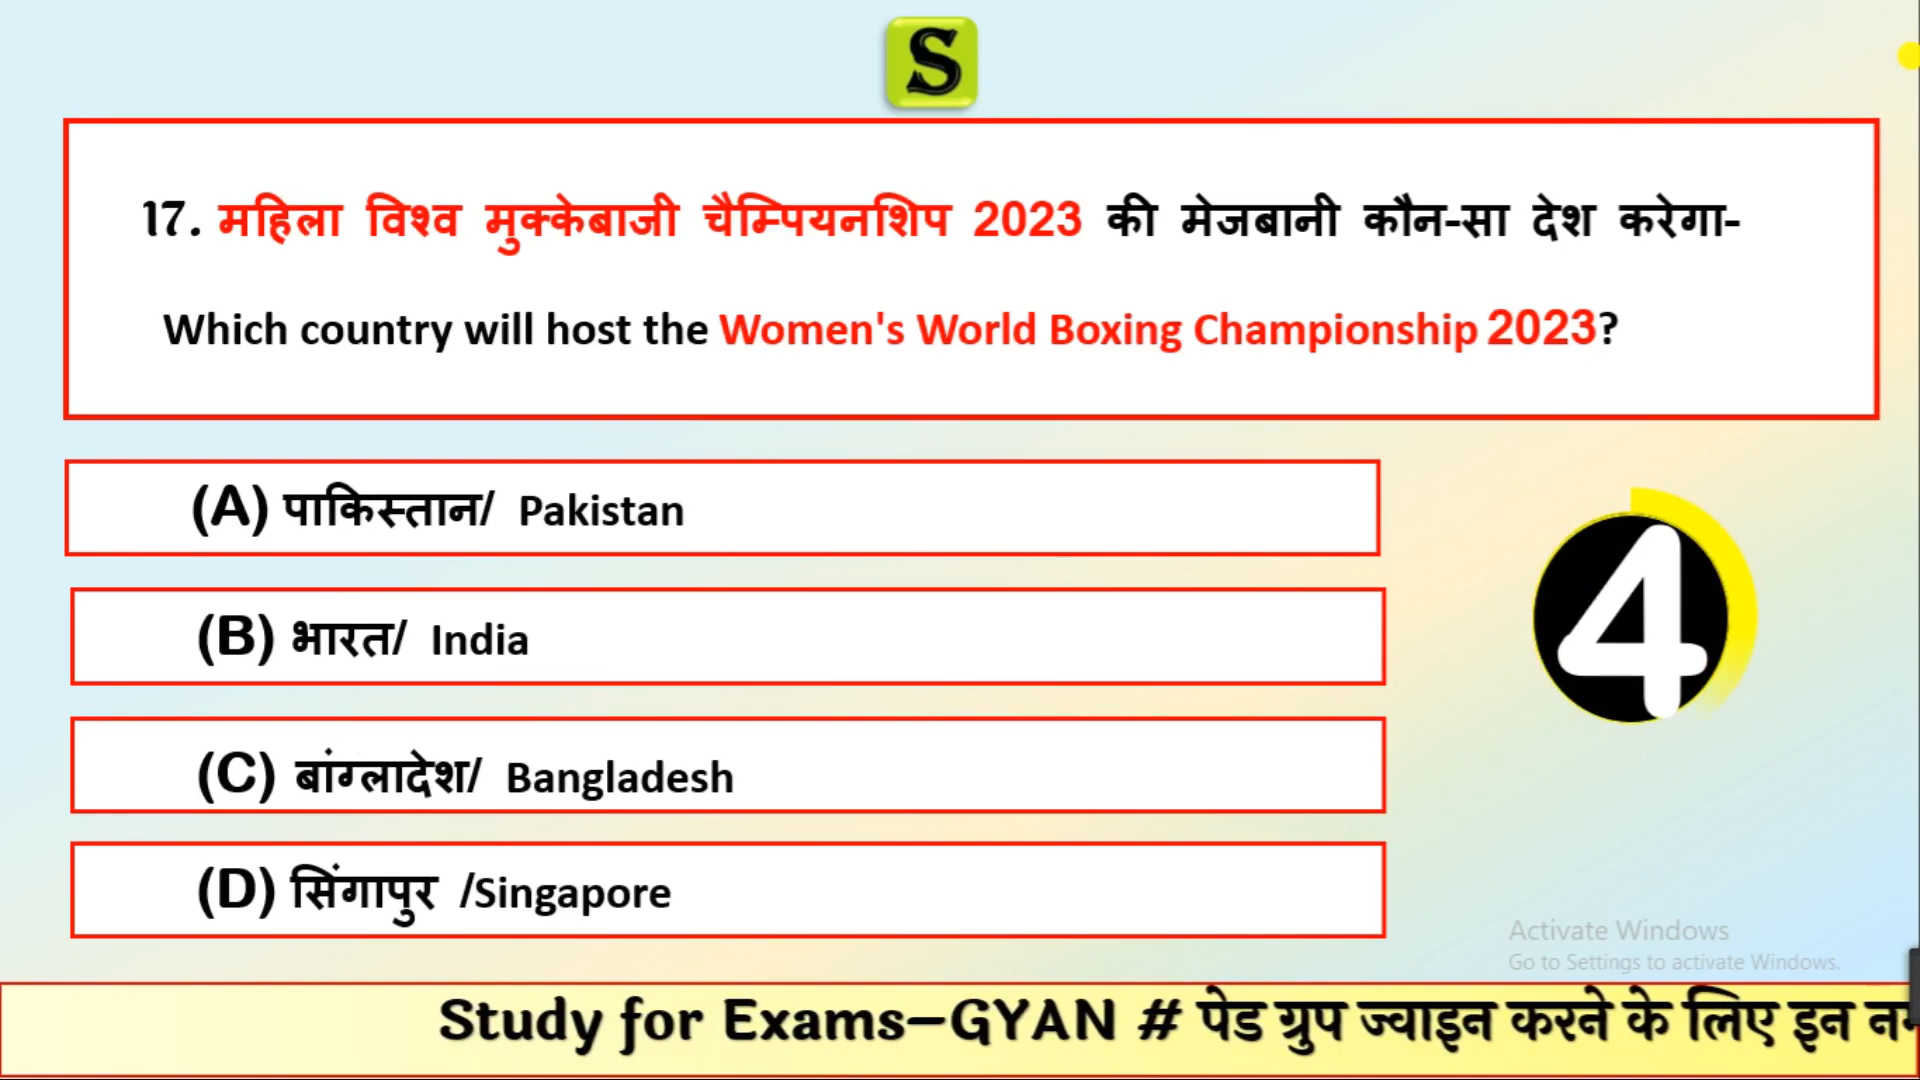 S
17. महिला विश्व मुक्केबाजी चैम्पियनशिप 2023 की मेजबानी कौन-सा देश करेगा-
Which country will host the Women's World Boxing Championship 2023?
(A) पाकिस्तान/ Pakistan
(B) भारत/ India
4
(C) बांग्लादेश/ Bangladesh
(D) सिंगापुर /Singapore
Activate Windows
Go to Settings to activate Windows.
Study for Exams–GYAN # पेड ग्रुप ज्वाइन करने के लिए इन